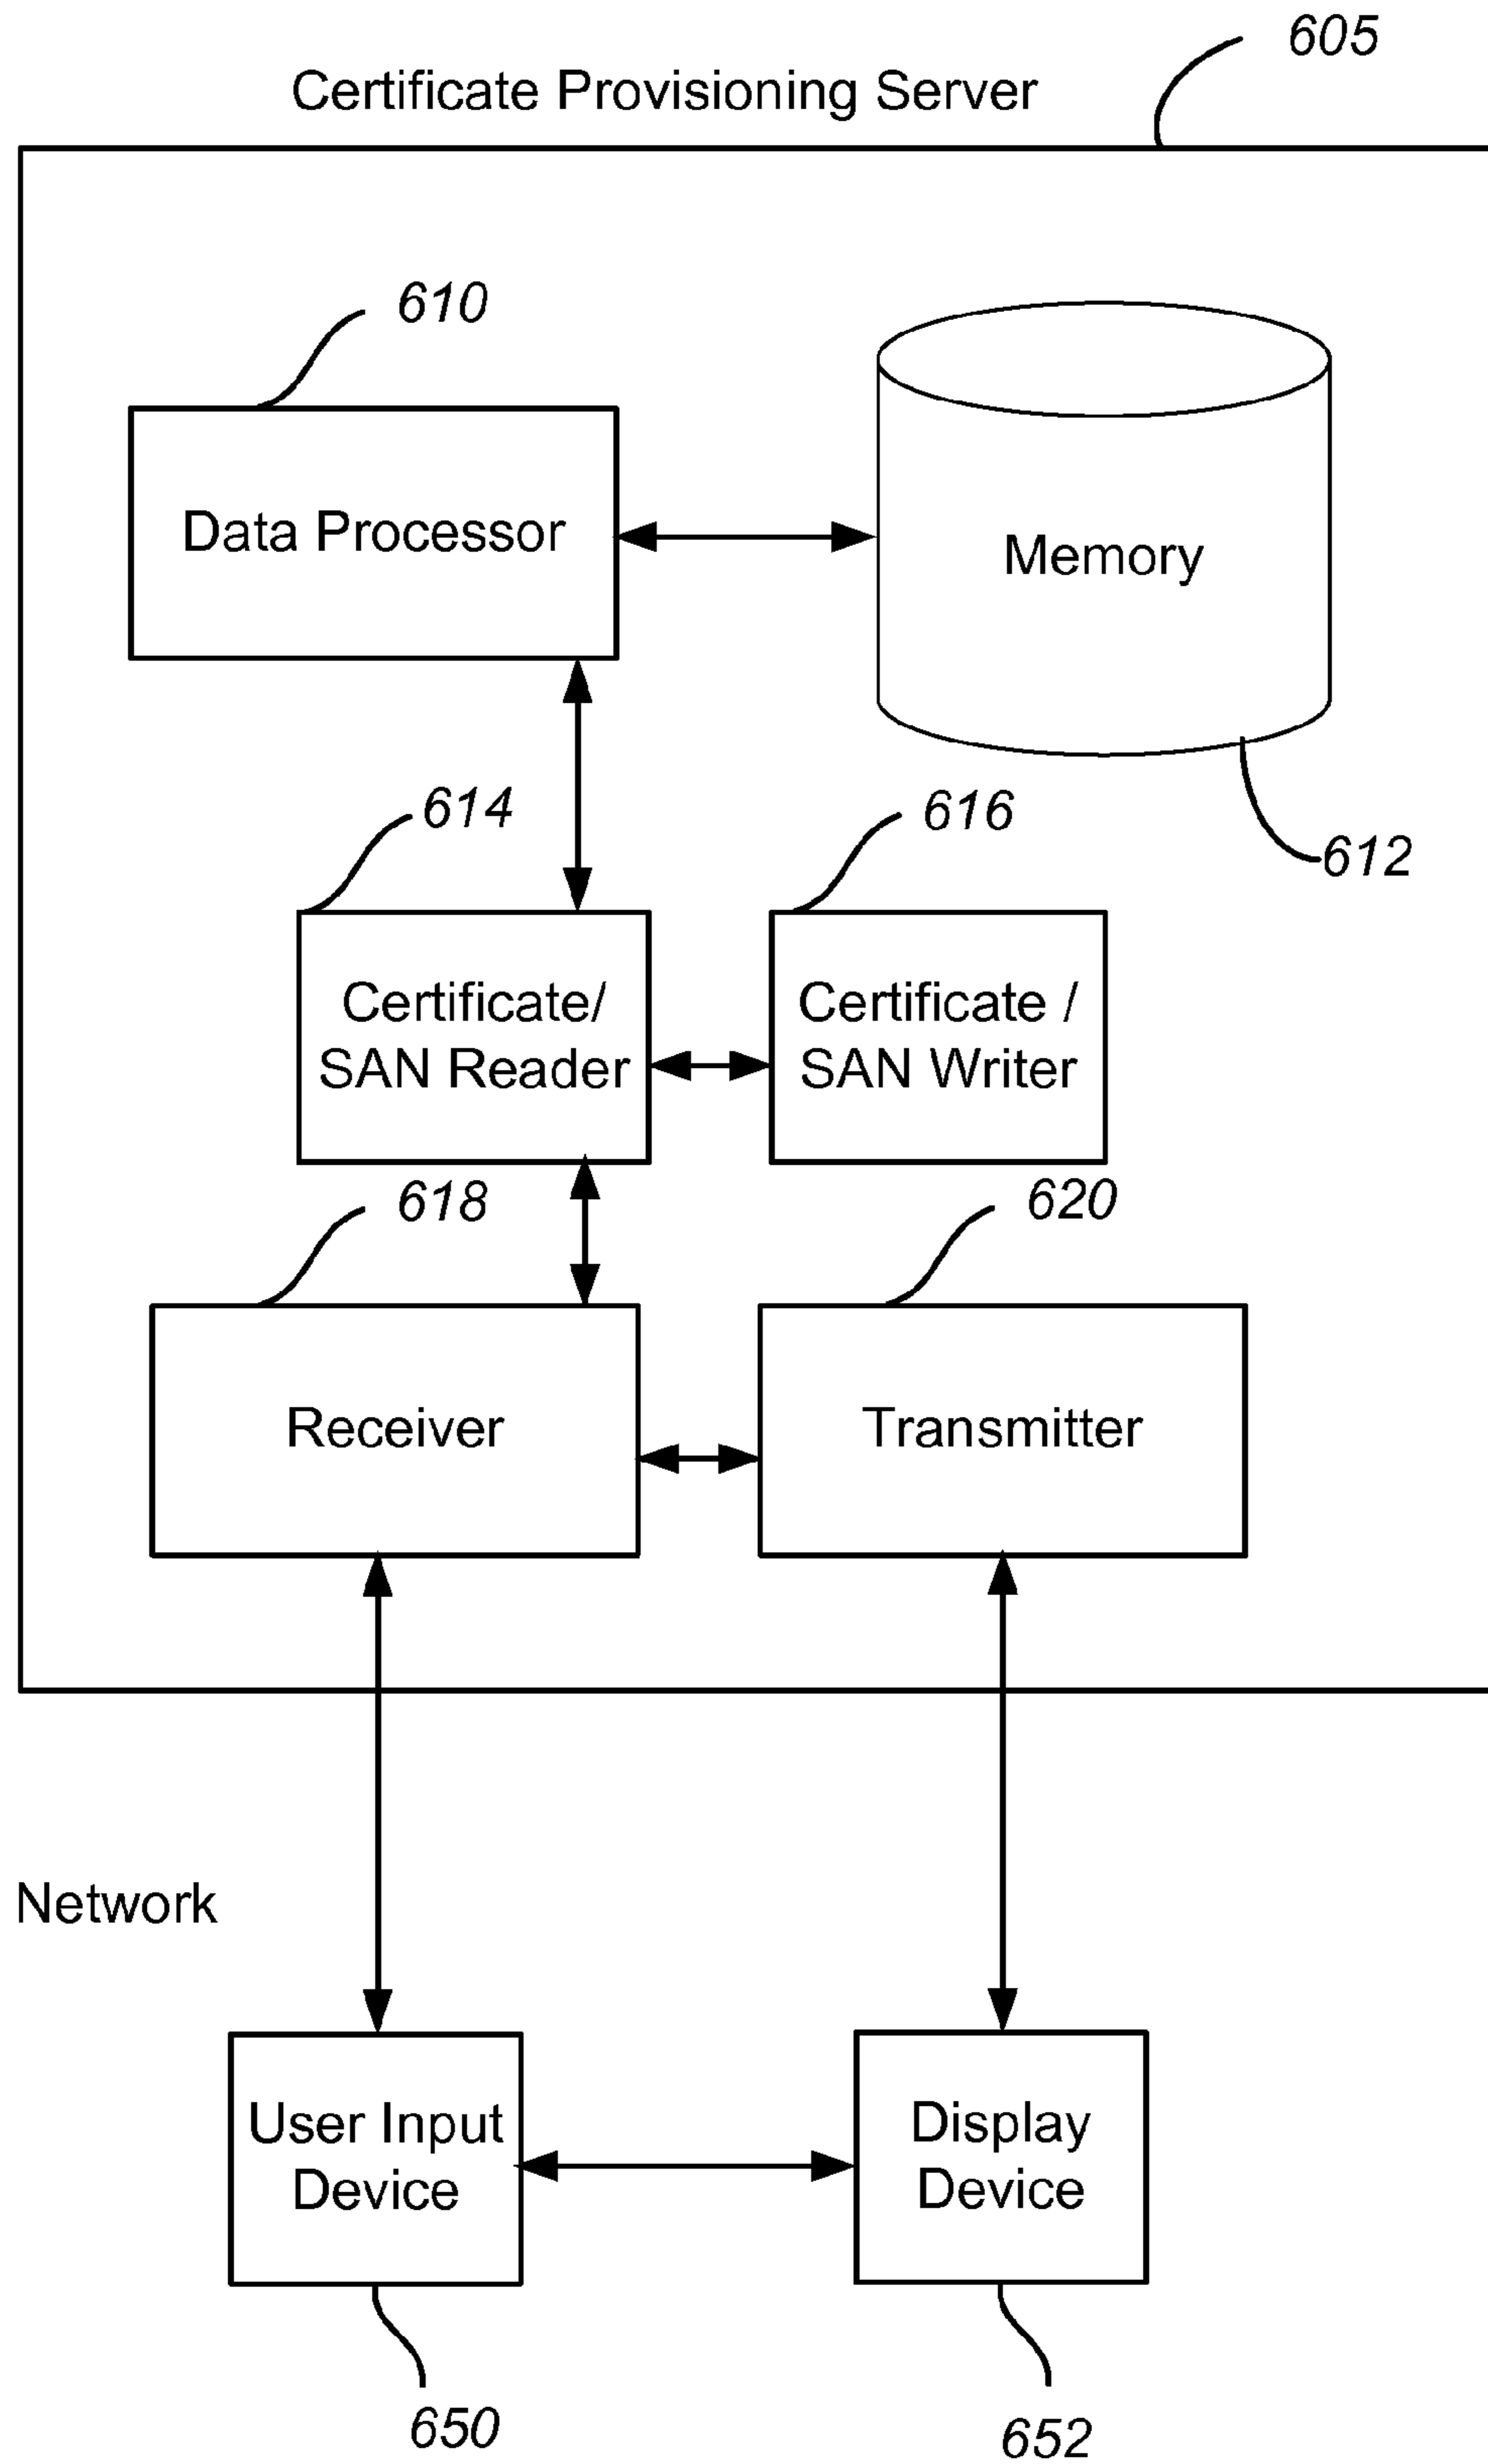 605
Certificate Provisioning Server
610
Data Processor
Memory
614
616
612
Certificate/
SAN Reader
Certificate /
SAN Writer
618
620
Receiver
Transmitter
Network
User Input
Device
Display
Device
650
652